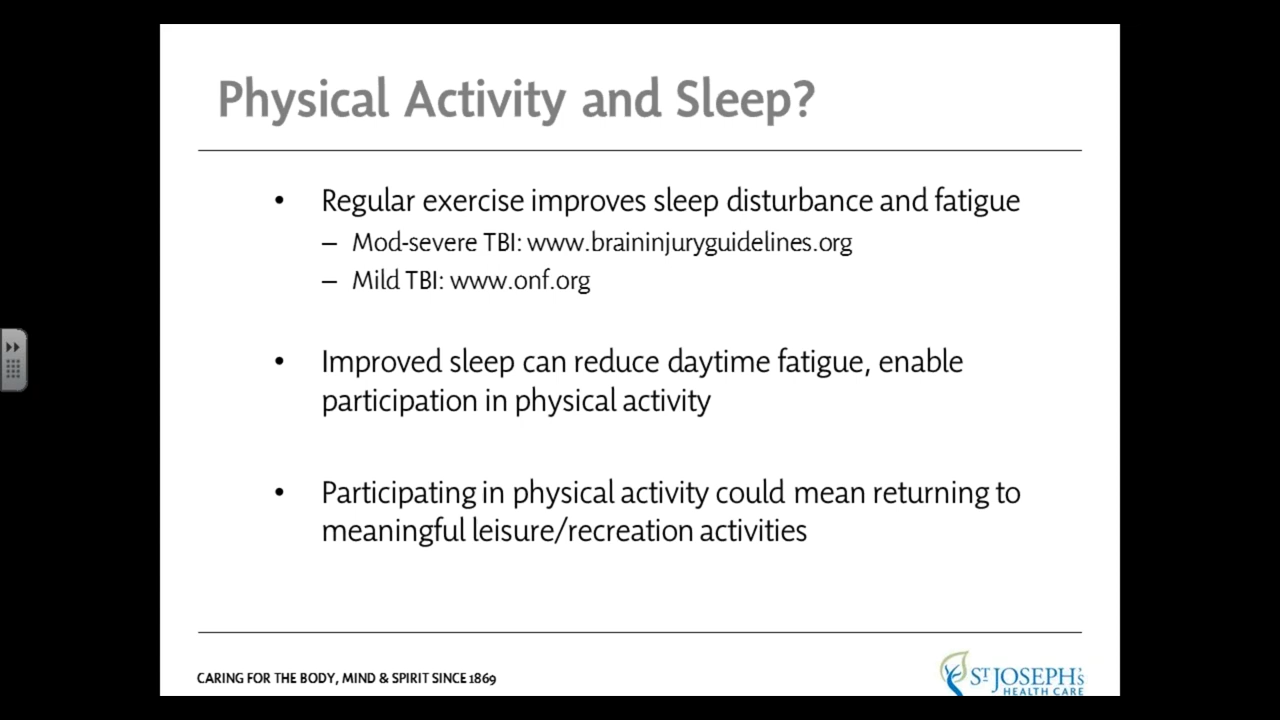 Physical Activity and Sleep?
• Regular exercise improves sleep disturbance and fatigue
– Mod-severe TBI: www.braininjuryguidelines.org
– Mild TBI: www.onf.org
• Improved sleep can reduce daytime fatigue, enable
participation in physical activity
• Participating in physical activity could mean returning to
meaningful leisure/recreation activities
CARING FOR THE BODY, MIND & SPIRIT SINCE 1869
ST JOSEPH'S
HEALTH CARE